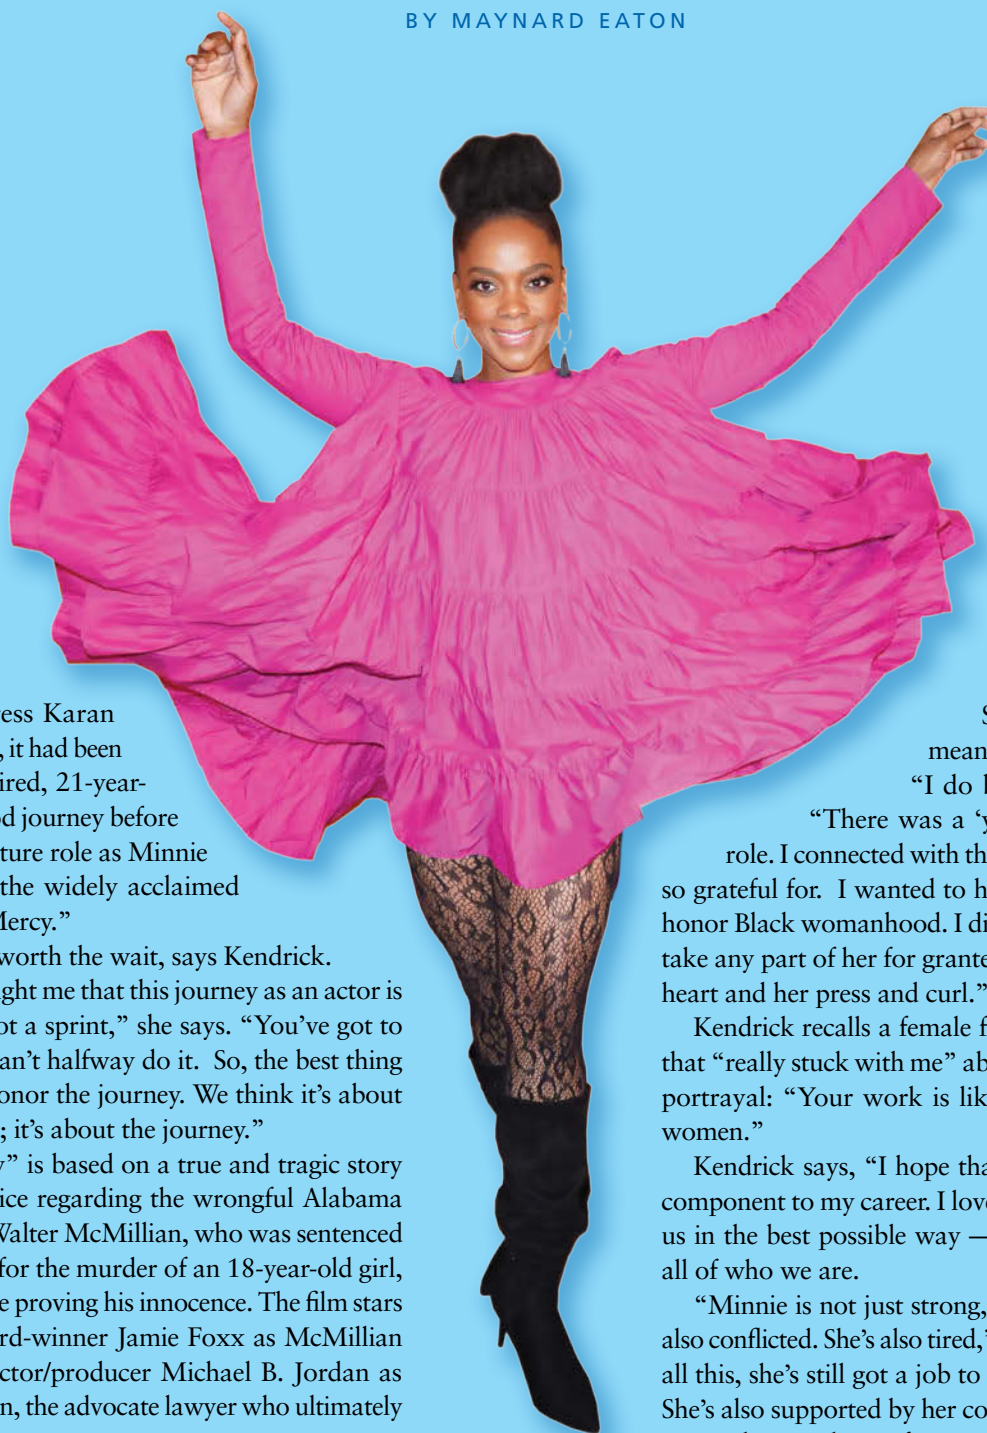 BY MAYNARD EATON
ress Karan
, it had been
ired, 21-year-
d journey before
ture role as Minnie
the widely acclaimed
Mercy.”
worth the wait, says Kendrick.
ght me that this journey as an actor is
ot a sprint,” she says. “You’ve got to
an’t halfway do it. So, the best thing
onor the journey. We think it’s about
; it’s about the journey.”
y” is based on a true and tragic story
ice regarding the wrongful Alabama
Walter McMillian, who was sentenced
for the murder of an 18-year-old girl,
e proving his innocence. The film stars
rd-winner Jamie Foxx as McMillian
ctor/producer Michael B. Jordan as
n, the advocate lawyer who ultimately
S
mean
“I do b
“There was a ‘y
role. I connected with th
so grateful for. I wanted to h
honor Black womanhood. I di
take any part of her for grante
heart and her press and curl.”
Kendrick recalls a female f
that “really stuck with me” ab
portrayal: “Your work is lik
women.”
Kendrick says, “I hope tha
component to my career. I love
us in the best possible way —
all of who we are.
“Minnie is not just strong,
also conflicted. She’s also tired,”
all this, she’s still got a job to
She’s also supported by her co